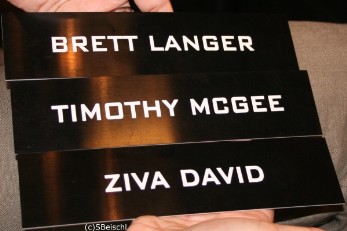 BRETT LANGER
TIMOTHY MCGEE
ZIVA DAVID
(c)SBeischl